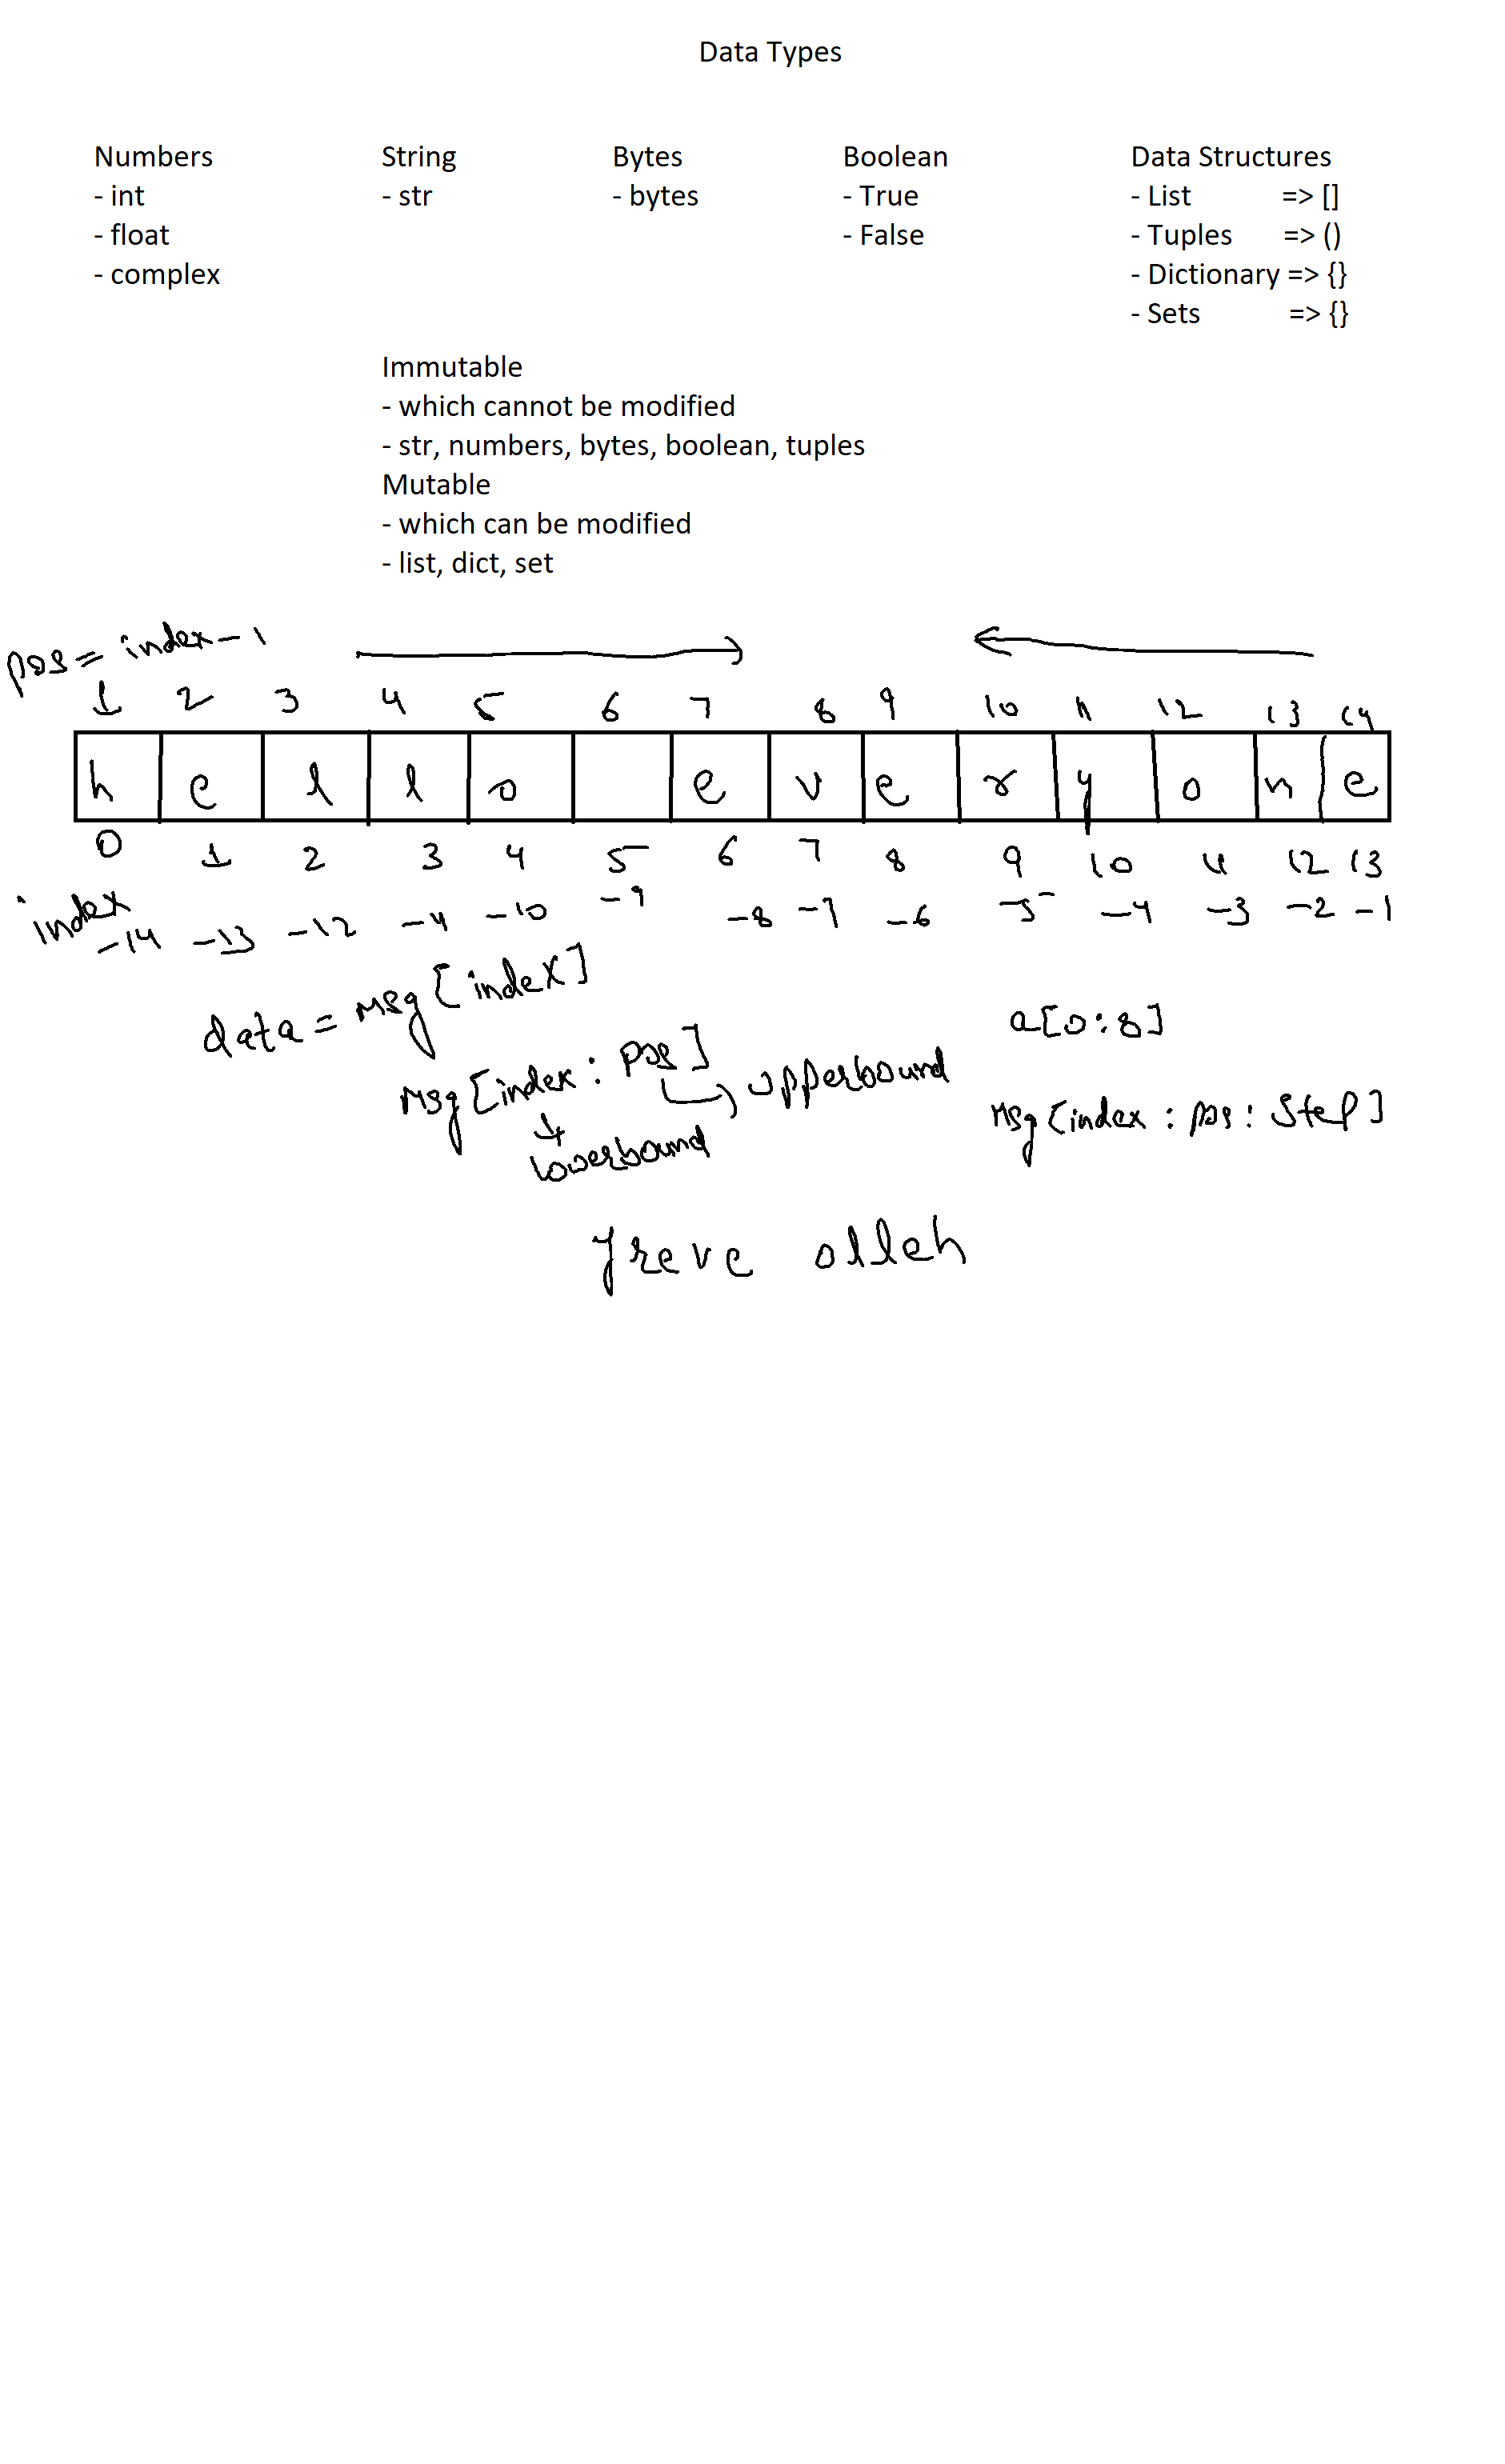 Data Types
Numbers String Bytes Boolean Data Structures
- int - str - bytes - True - List => []
- float - False - Tuples => ()
- complex - Dictionary => {}
- Sets => {}
Immutable
- which cannot be modified
- str, numbers, bytes, boolean, tuples
Mutable
- which can be modified
- list, dict, set
pos = index - 1
1 2 3 4 5 6 7 8 9 10 11 12 13 14
h e l l o e v e r y o n e
0 1 2 3 4 5 6 7 8 9 10 11 12 13
index
-14 -13 -12 -11 -10 -9 -8 -7 -6 -5 -4 -3 -2 -1
data = msg[index]
a[0:8]
msg[index : pos] upperbound
lowerbound
msg[index : pos : step]
yreve olleh